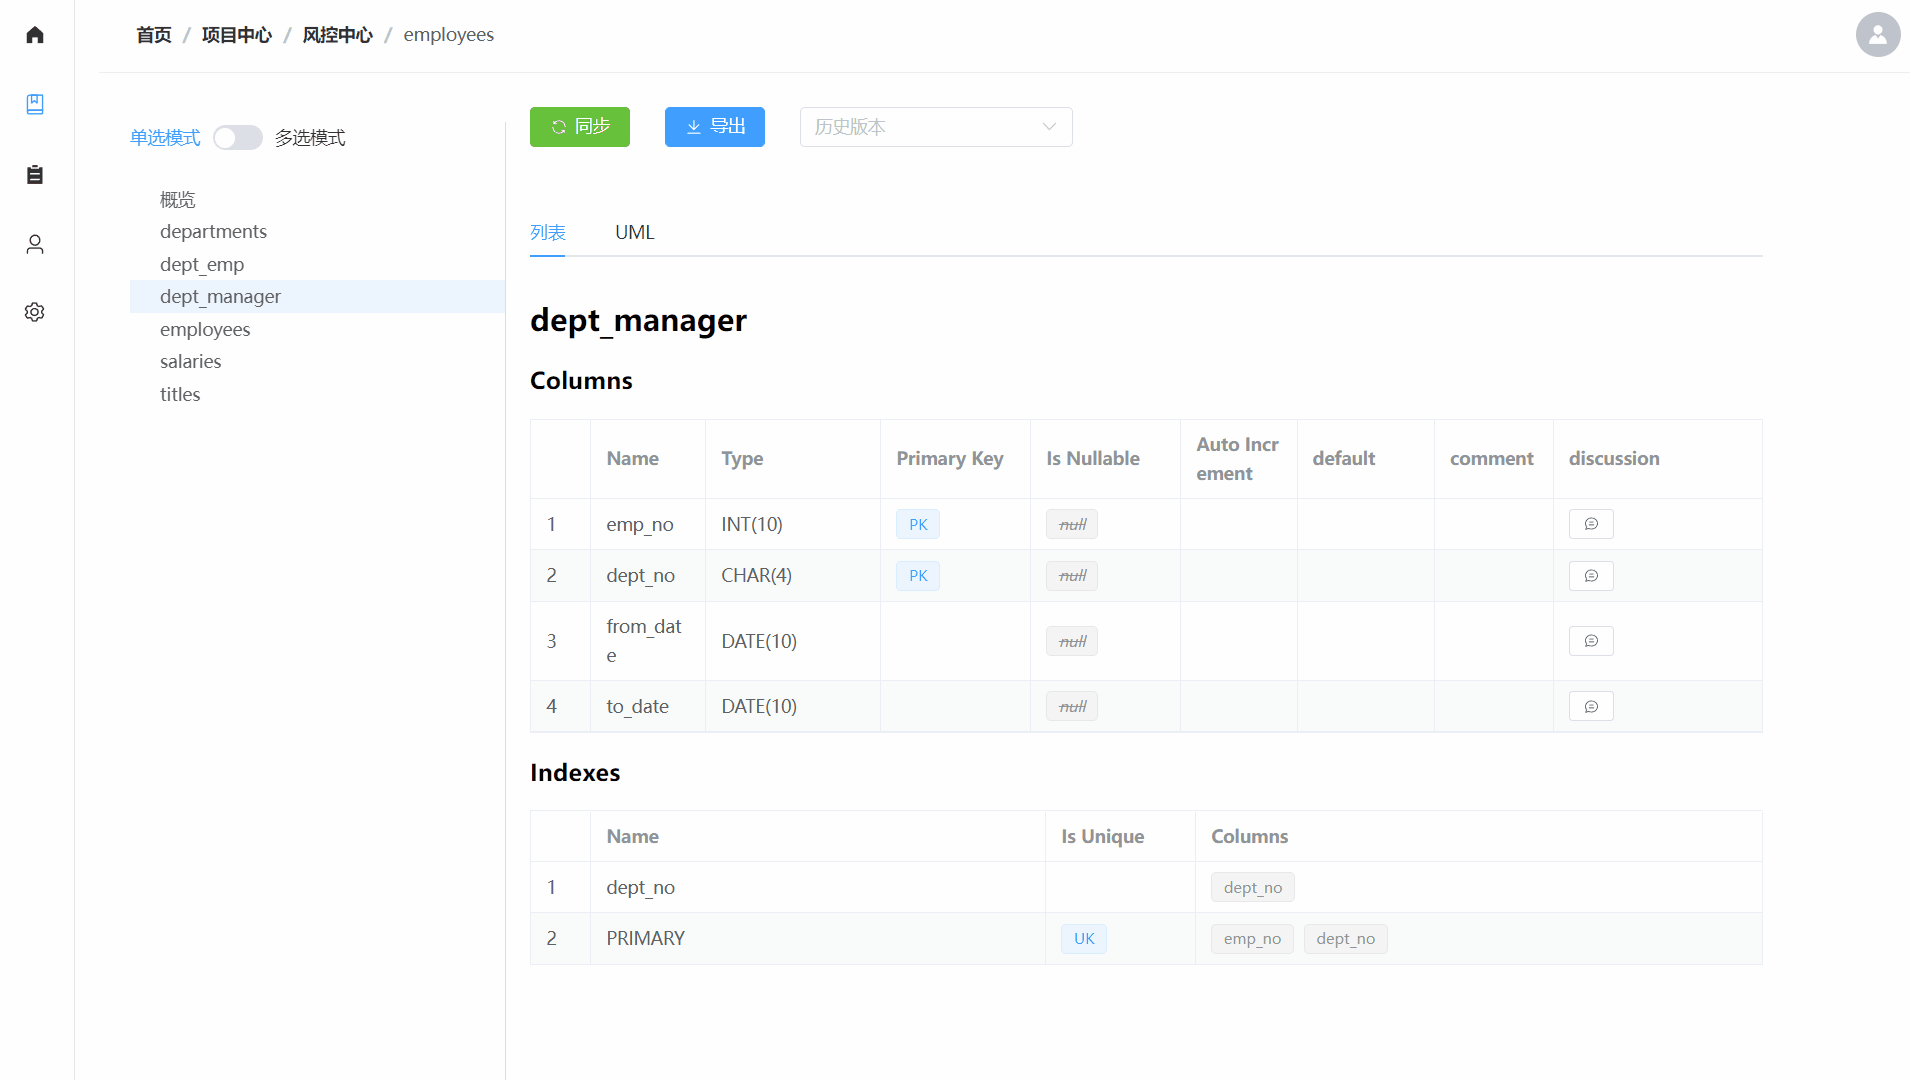 首页 / 项目中心 / 风控中心 / employees
单选模式 多选模式
概览
departments
dept_emp
dept_manager
employees
salaries
titles
同步 导出 历史版本
列表 UML
dept_manager
Columns
Name Type Primary Key Is Nullable Auto Incr
ement default comment discussion
1 emp_no INT(10) PK null
2 dept_no CHAR(4) PK null
3 from_dat
e DATE(10) null
4 to_date DATE(10) null
Indexes
Name Is Unique Columns
1 dept_no dept_no
2 PRIMARY UK emp_no dept_no